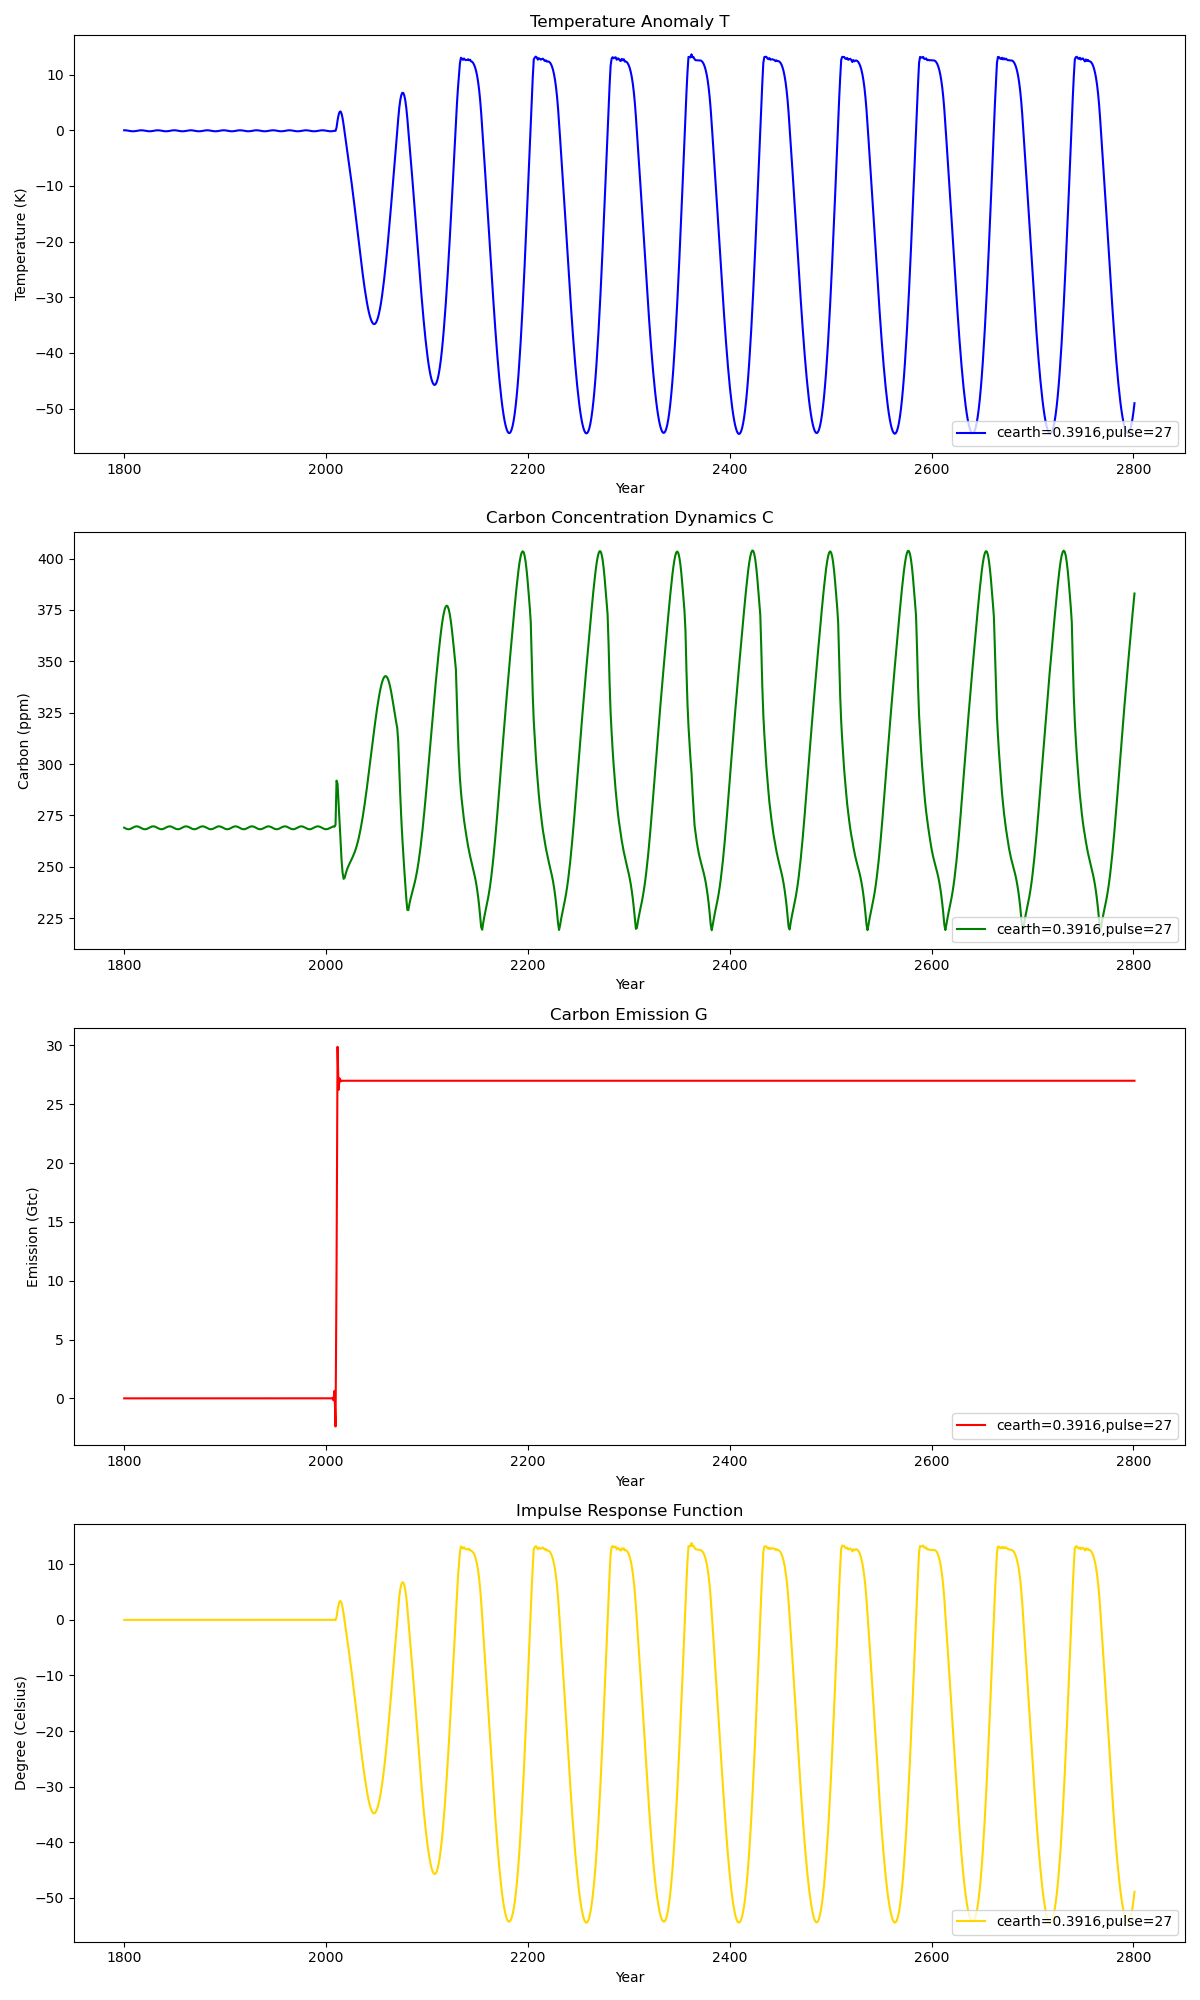 Temperature Anomaly T
Temperature (K)
10
0
−10
−20
−30
−40
−50
cearth=0.3916,pulse=27
1800 2000 2200 2400 2600 2800
Year
Carbon Concentration Dynamics C
Carbon (ppm)
400
375
350
325
300
275
250
225
cearth=0.3916,pulse=27
1800 2000 2200 2400 2600 2800
Year
Carbon Emission G
Emission (Gtc)
30
25
20
15
10
5
0
cearth=0.3916,pulse=27
1800 2000 2200 2400 2600 2800
Year
Impulse Response Function
Degree (Celsius)
10
0
−10
−20
−30
−40
−50
cearth=0.3916,pulse=27
1800 2000 2200 2400 2600 2800
Year